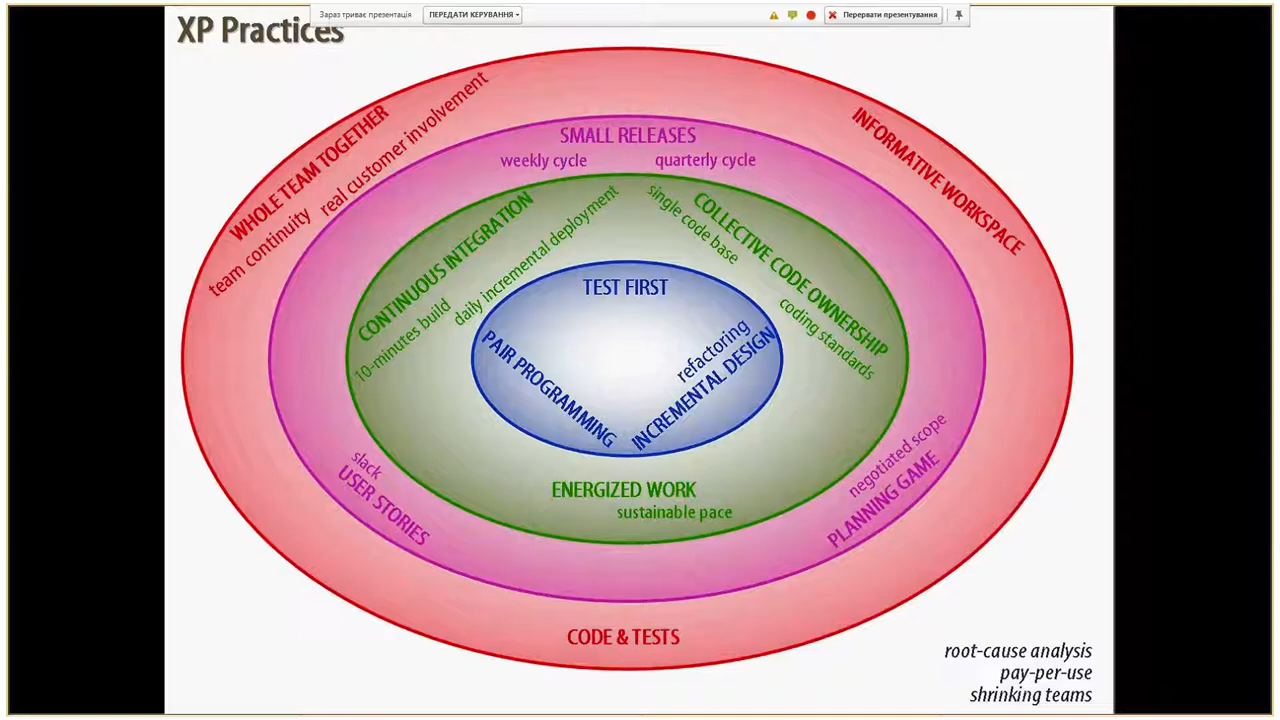 Зараз триває презентація
ПЕРЕДАТИ КЕРУВАННЯ
Перервати презентування
XP Practices
WHOLE TEAM TOGETHER
real customer involvement
team continuity
INFORMATIVE WORKSPACE
SMALL RELEASES
weekly cycle
quarterly cycle
CONTINUOUS INTEGRATION
daily incremental deployment
10-minutes build
single code base
COLLECTIVE CODE OWNERSHIP
coding standards
TEST FIRST
PAIR PROGRAMMING
refactoring
INCREMENTAL DESIGN
ENERGIZED WORK
sustainable pace
slack
USER STORIES
negotiated scope
PLANNING GAME
CODE & TESTS
root-cause analysis
pay-per-use
shrinking teams